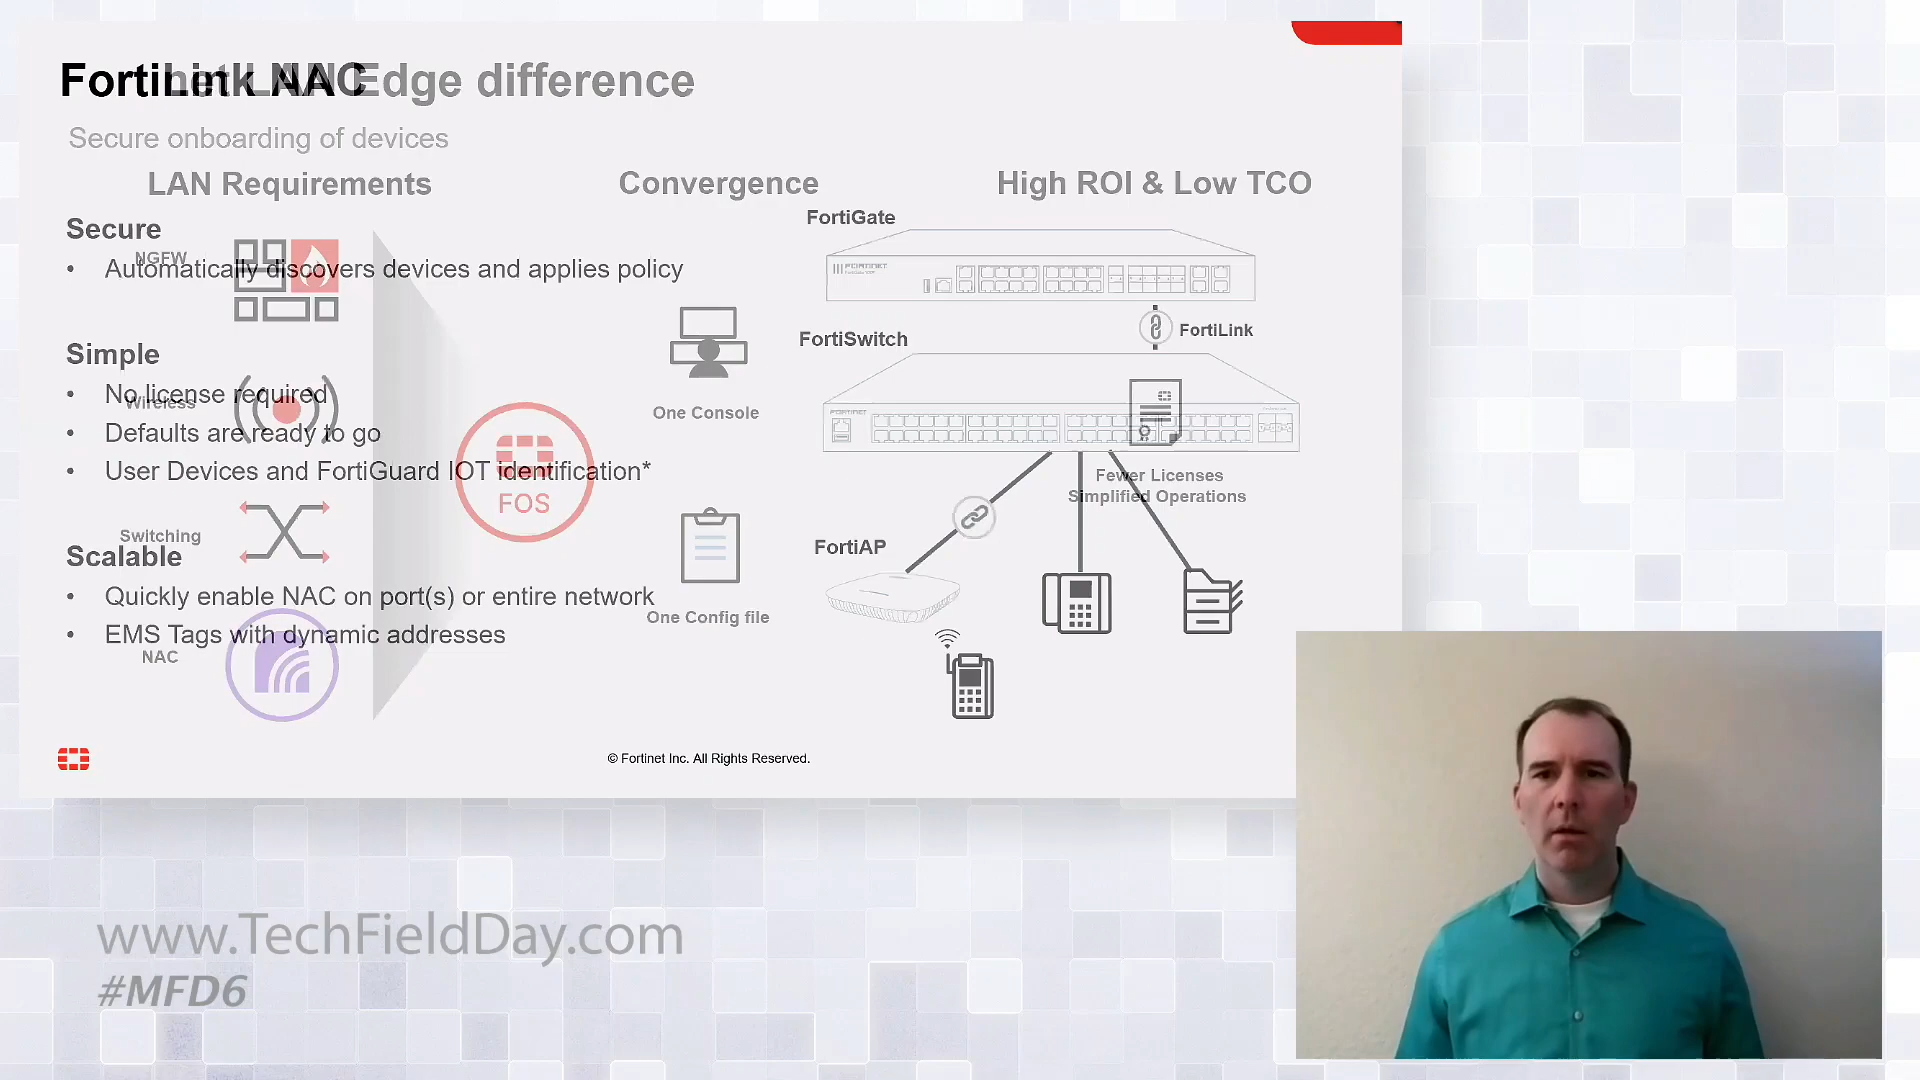 FortiLink NAC
Fortinet LAN Edge difference
Secure onboarding of devices
LAN Requirements
Convergence
High ROI & Low TCO
Secure
NGFW
• Automatically discovers devices and applies policy
Simple
• No license required
Wireless
• Defaults are ready to go
• User Devices and FortiGuard IOT identification*
Switching
Scalable
• Quickly enable NAC on port(s) or entire network
• EMS Tags with dynamic addresses
NAC
FOS
One Console
One Config file
FortiGate
FORTINET
FortiLink
FortiSwitch
FORTINET
Fewer Licenses
Simplified Operations
FortiAP
© Fortinet Inc. All Rights Reserved.
www.TechFieldDay.com
#MFD6